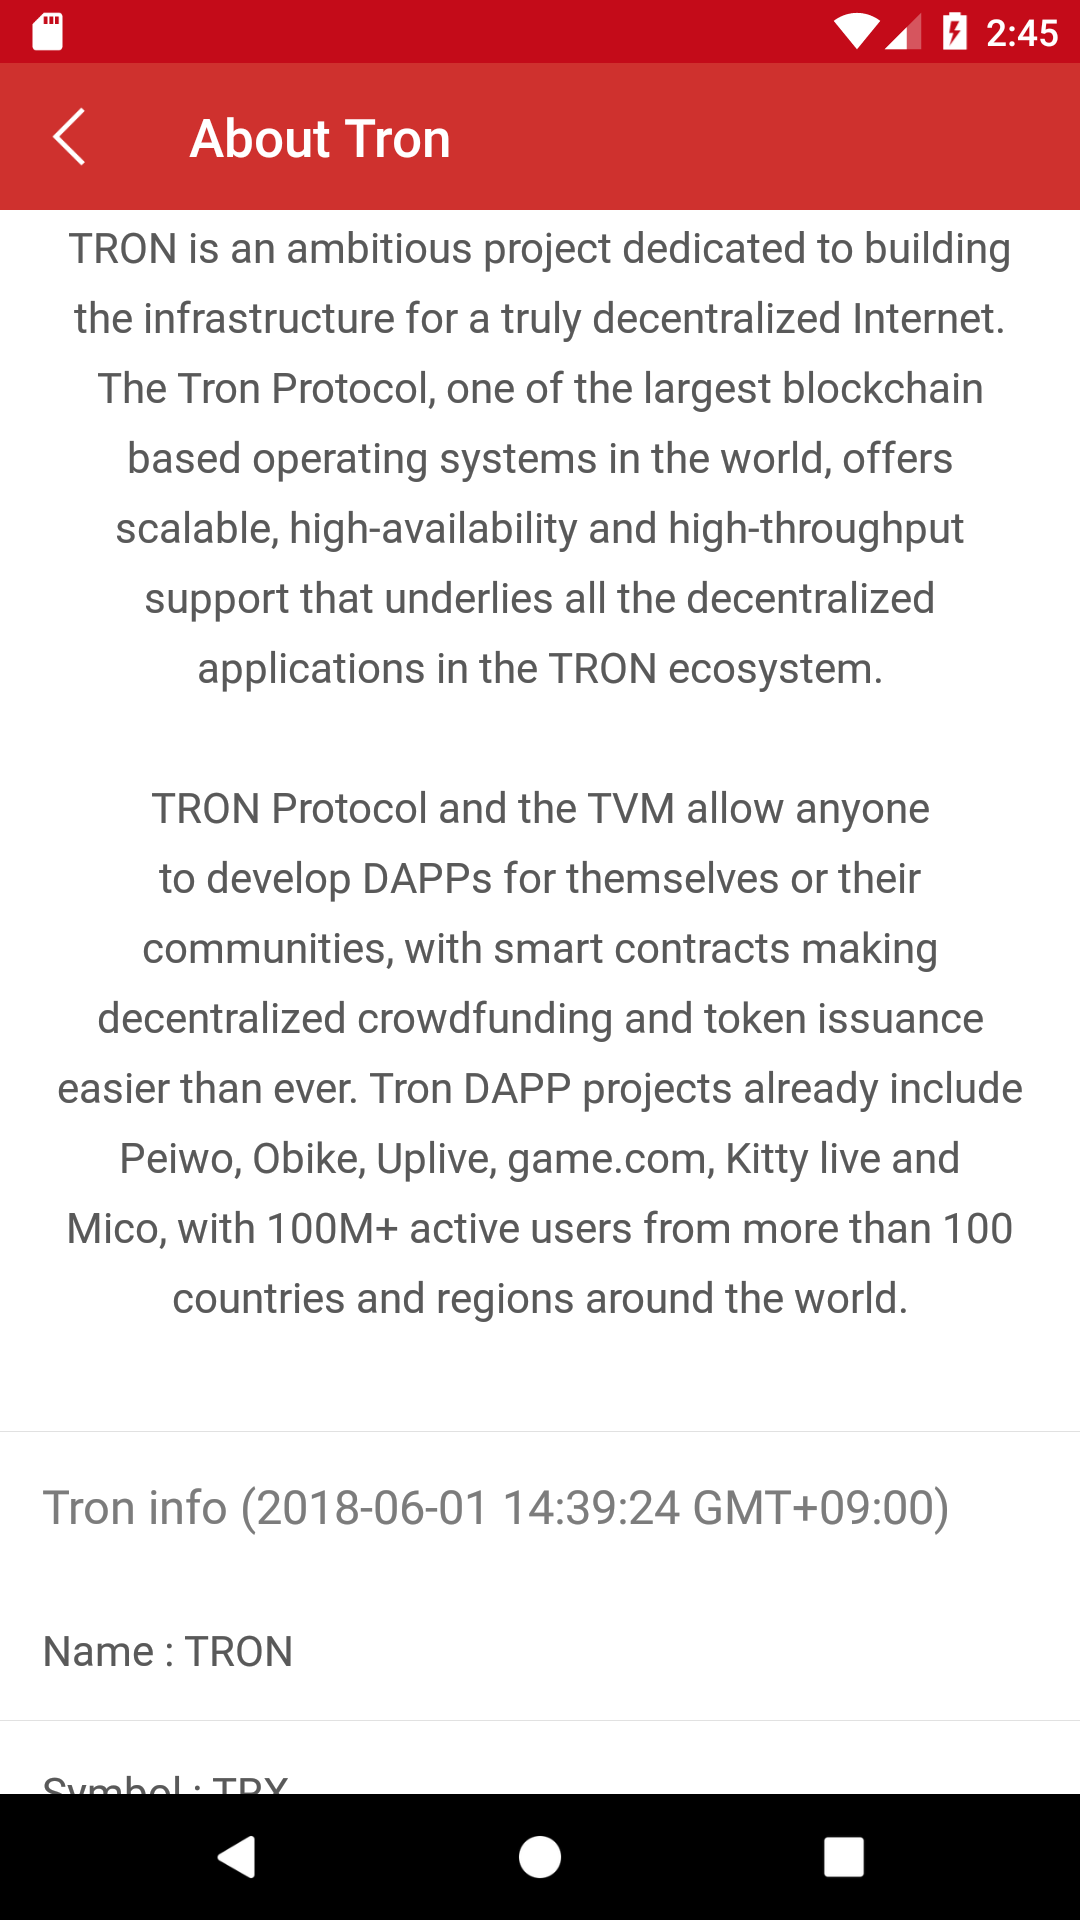 2:45
About Tron
TRON is an ambitious project dedicated to building
the infrastructure for a truly decentralized Internet.
The Tron Protocol, one of the largest blockchain
based operating systems in the world, offers
scalable, high-availability and high-throughput
support that underlies all the decentralized
applications in the TRON ecosystem.
TRON Protocol and the TVM allow anyone
to develop DAPPs for themselves or their
communities, with smart contracts making
decentralized crowdfunding and token issuance
easier than ever. Tron DAPP projects already include
Peiwo, Obike, Uplive, game.com, Kitty live and
Mico, with 100M+ active users from more than 100
countries and regions around the world.
Tron info (2018-06-01 14:39:24 GMT+09:00)
Name : TRON
Symbol : TRX